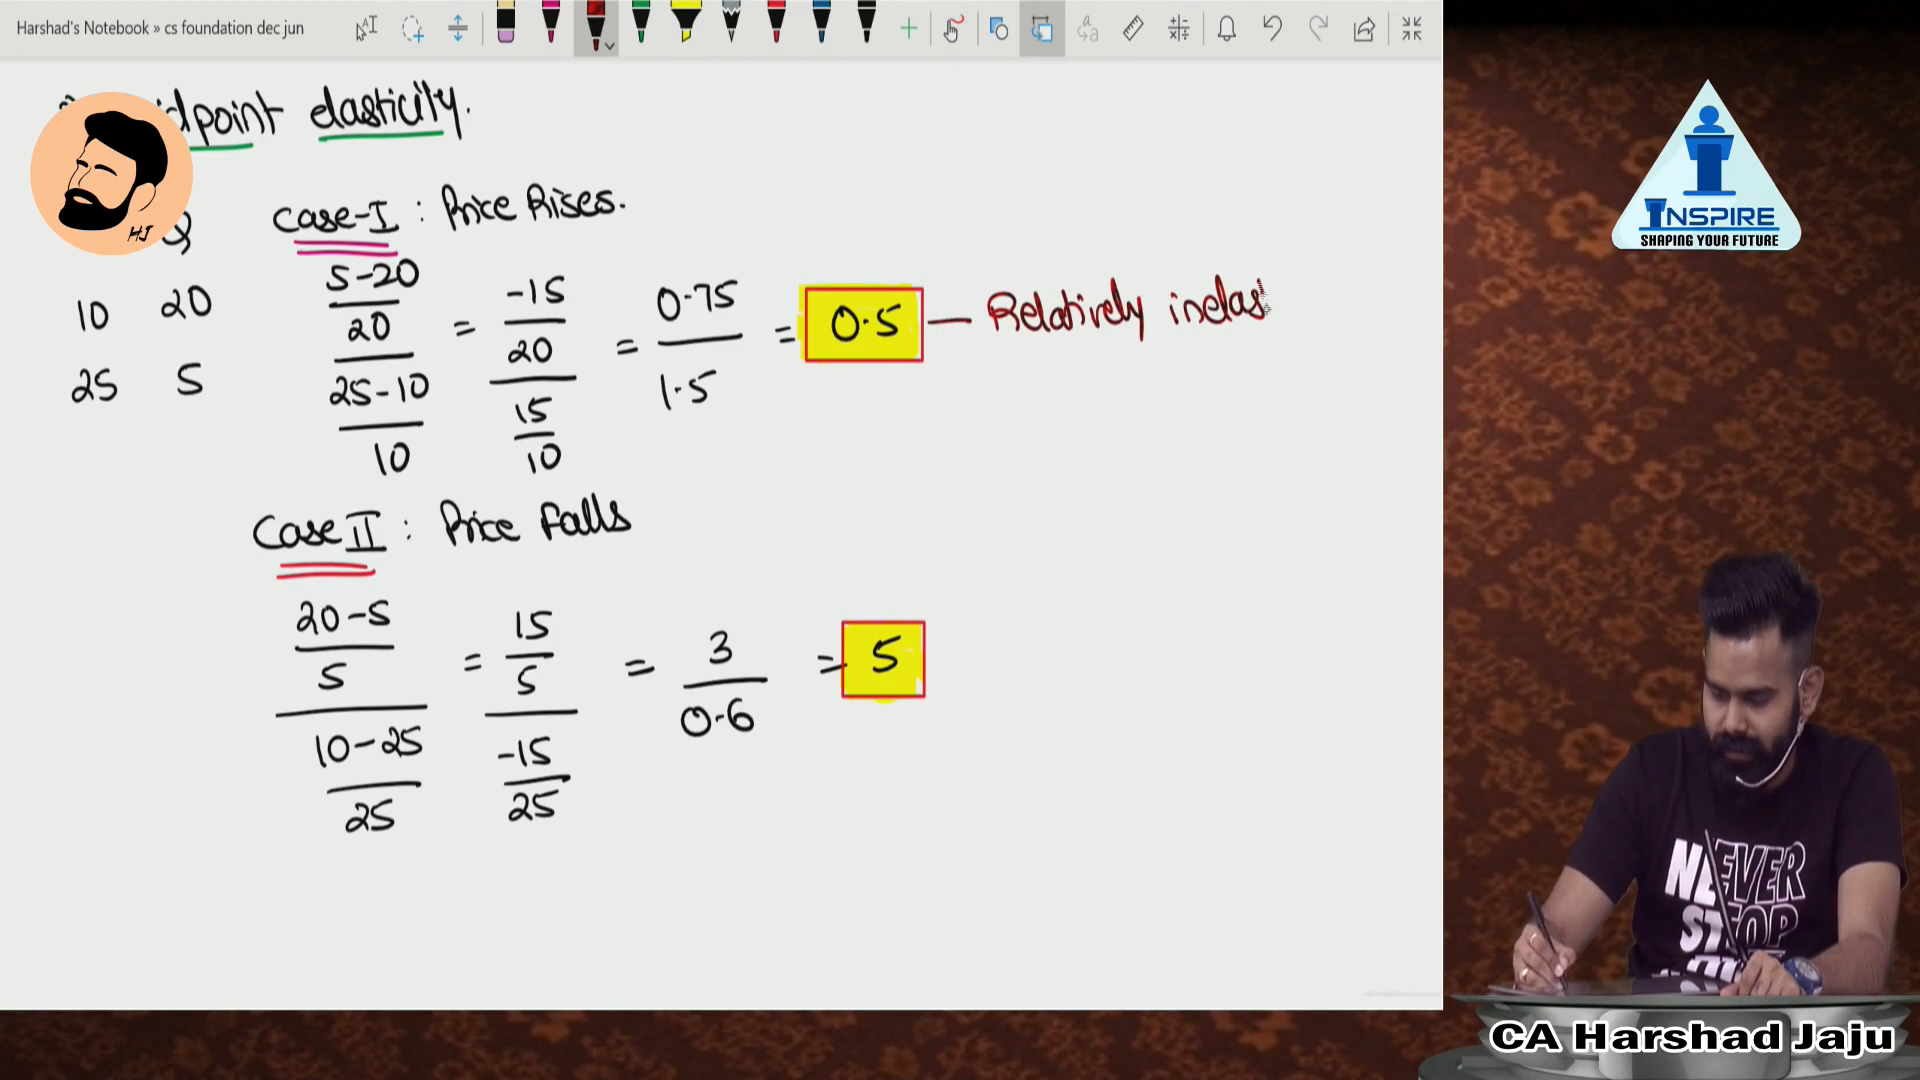 Harshad's Notebook » cs foundation dec jun
dpoint elasticity.
HJ
Q
Case-I : Price Rises.
10 20
25 5
5-20
20
25-10
10
=
-15
20
15
10
=
0.75
1.5
= 0.5 — Relatively inelas
Case II : Price Falls
20-5
5
10-25
25
=
15
5
-15
25
=
3
0.6
= 5
INSPIRE
SHAPING YOUR FUTURE
NEVER
STOP
CA Harshad Jaju